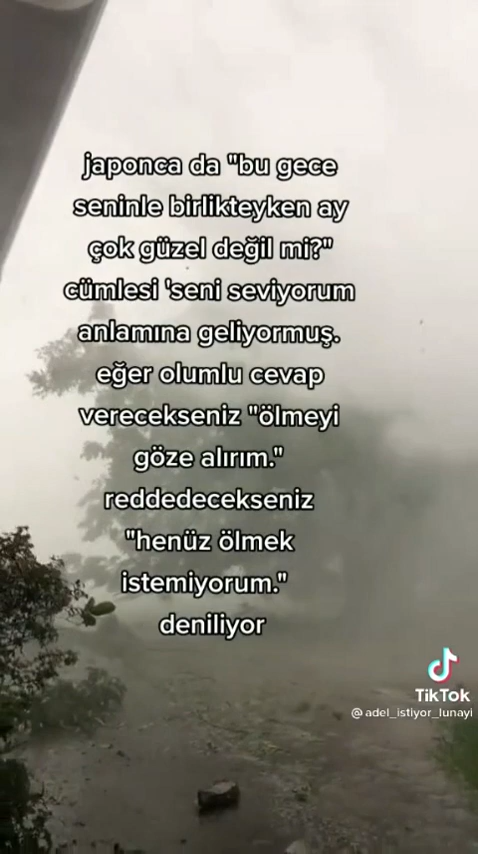 japonca da "bu gece
seninle birlikteyken ay
çok güzel değil mi?"
cümlesi 'seni seviyorum
anlamına geliyormuş.
eğer olumlu cevap
verecekseniz "ölmeyi
göze alırım."
reddedecekseniz
"henüz ölmek
istemiyorum."
deniliyor
TikTok
@adel_istiyor_lunayi